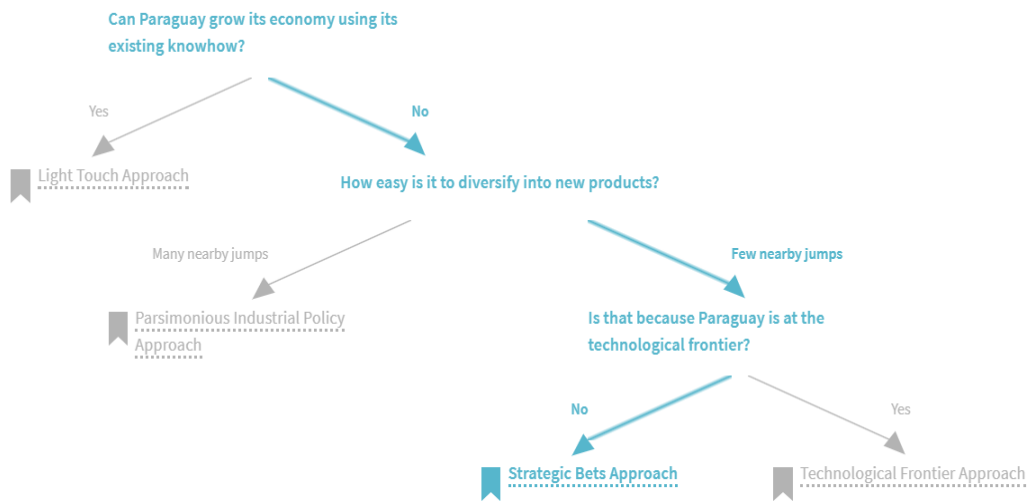 Can Paraguay grow its economy using its
existing knowhow?
Yes
No
Light Touch Approach
How easy is it to diversify into new products?
Many nearby jumps
Few nearby jumps
Parsimonious Industrial Policy
Approach
Is that because Paraguay is at the
technological frontier?
No
Yes
Strategic Bets Approach
Technological Frontier Approach